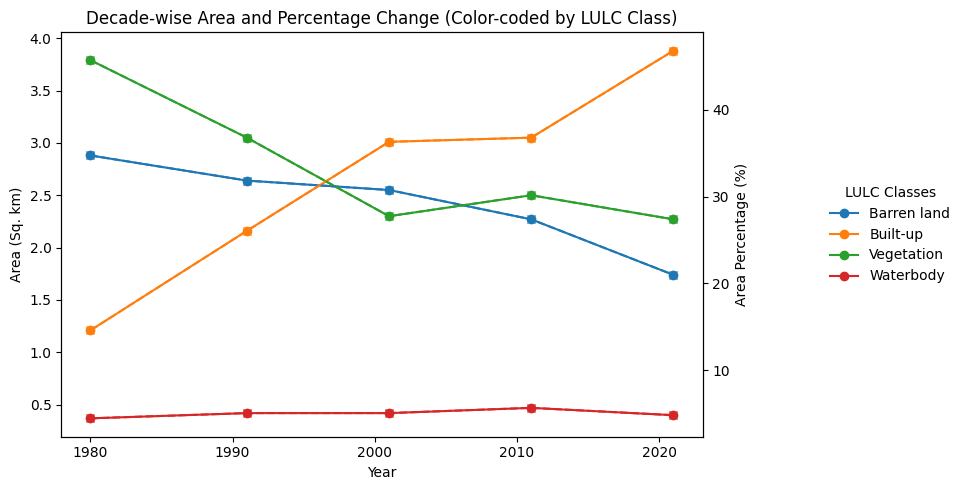 Decade-wise Area and Percentage Change (Color-coded by LULC Class)
Area (Sq. km)
4.0
3.5
3.0
2.5
2.0
1.5
1.0
0.5
1980
1990
2000
2010
2020
Year
40
30
20
10
Area Percentage (%)
LULC Classes
Barren land
Built-up
Vegetation
Waterbody